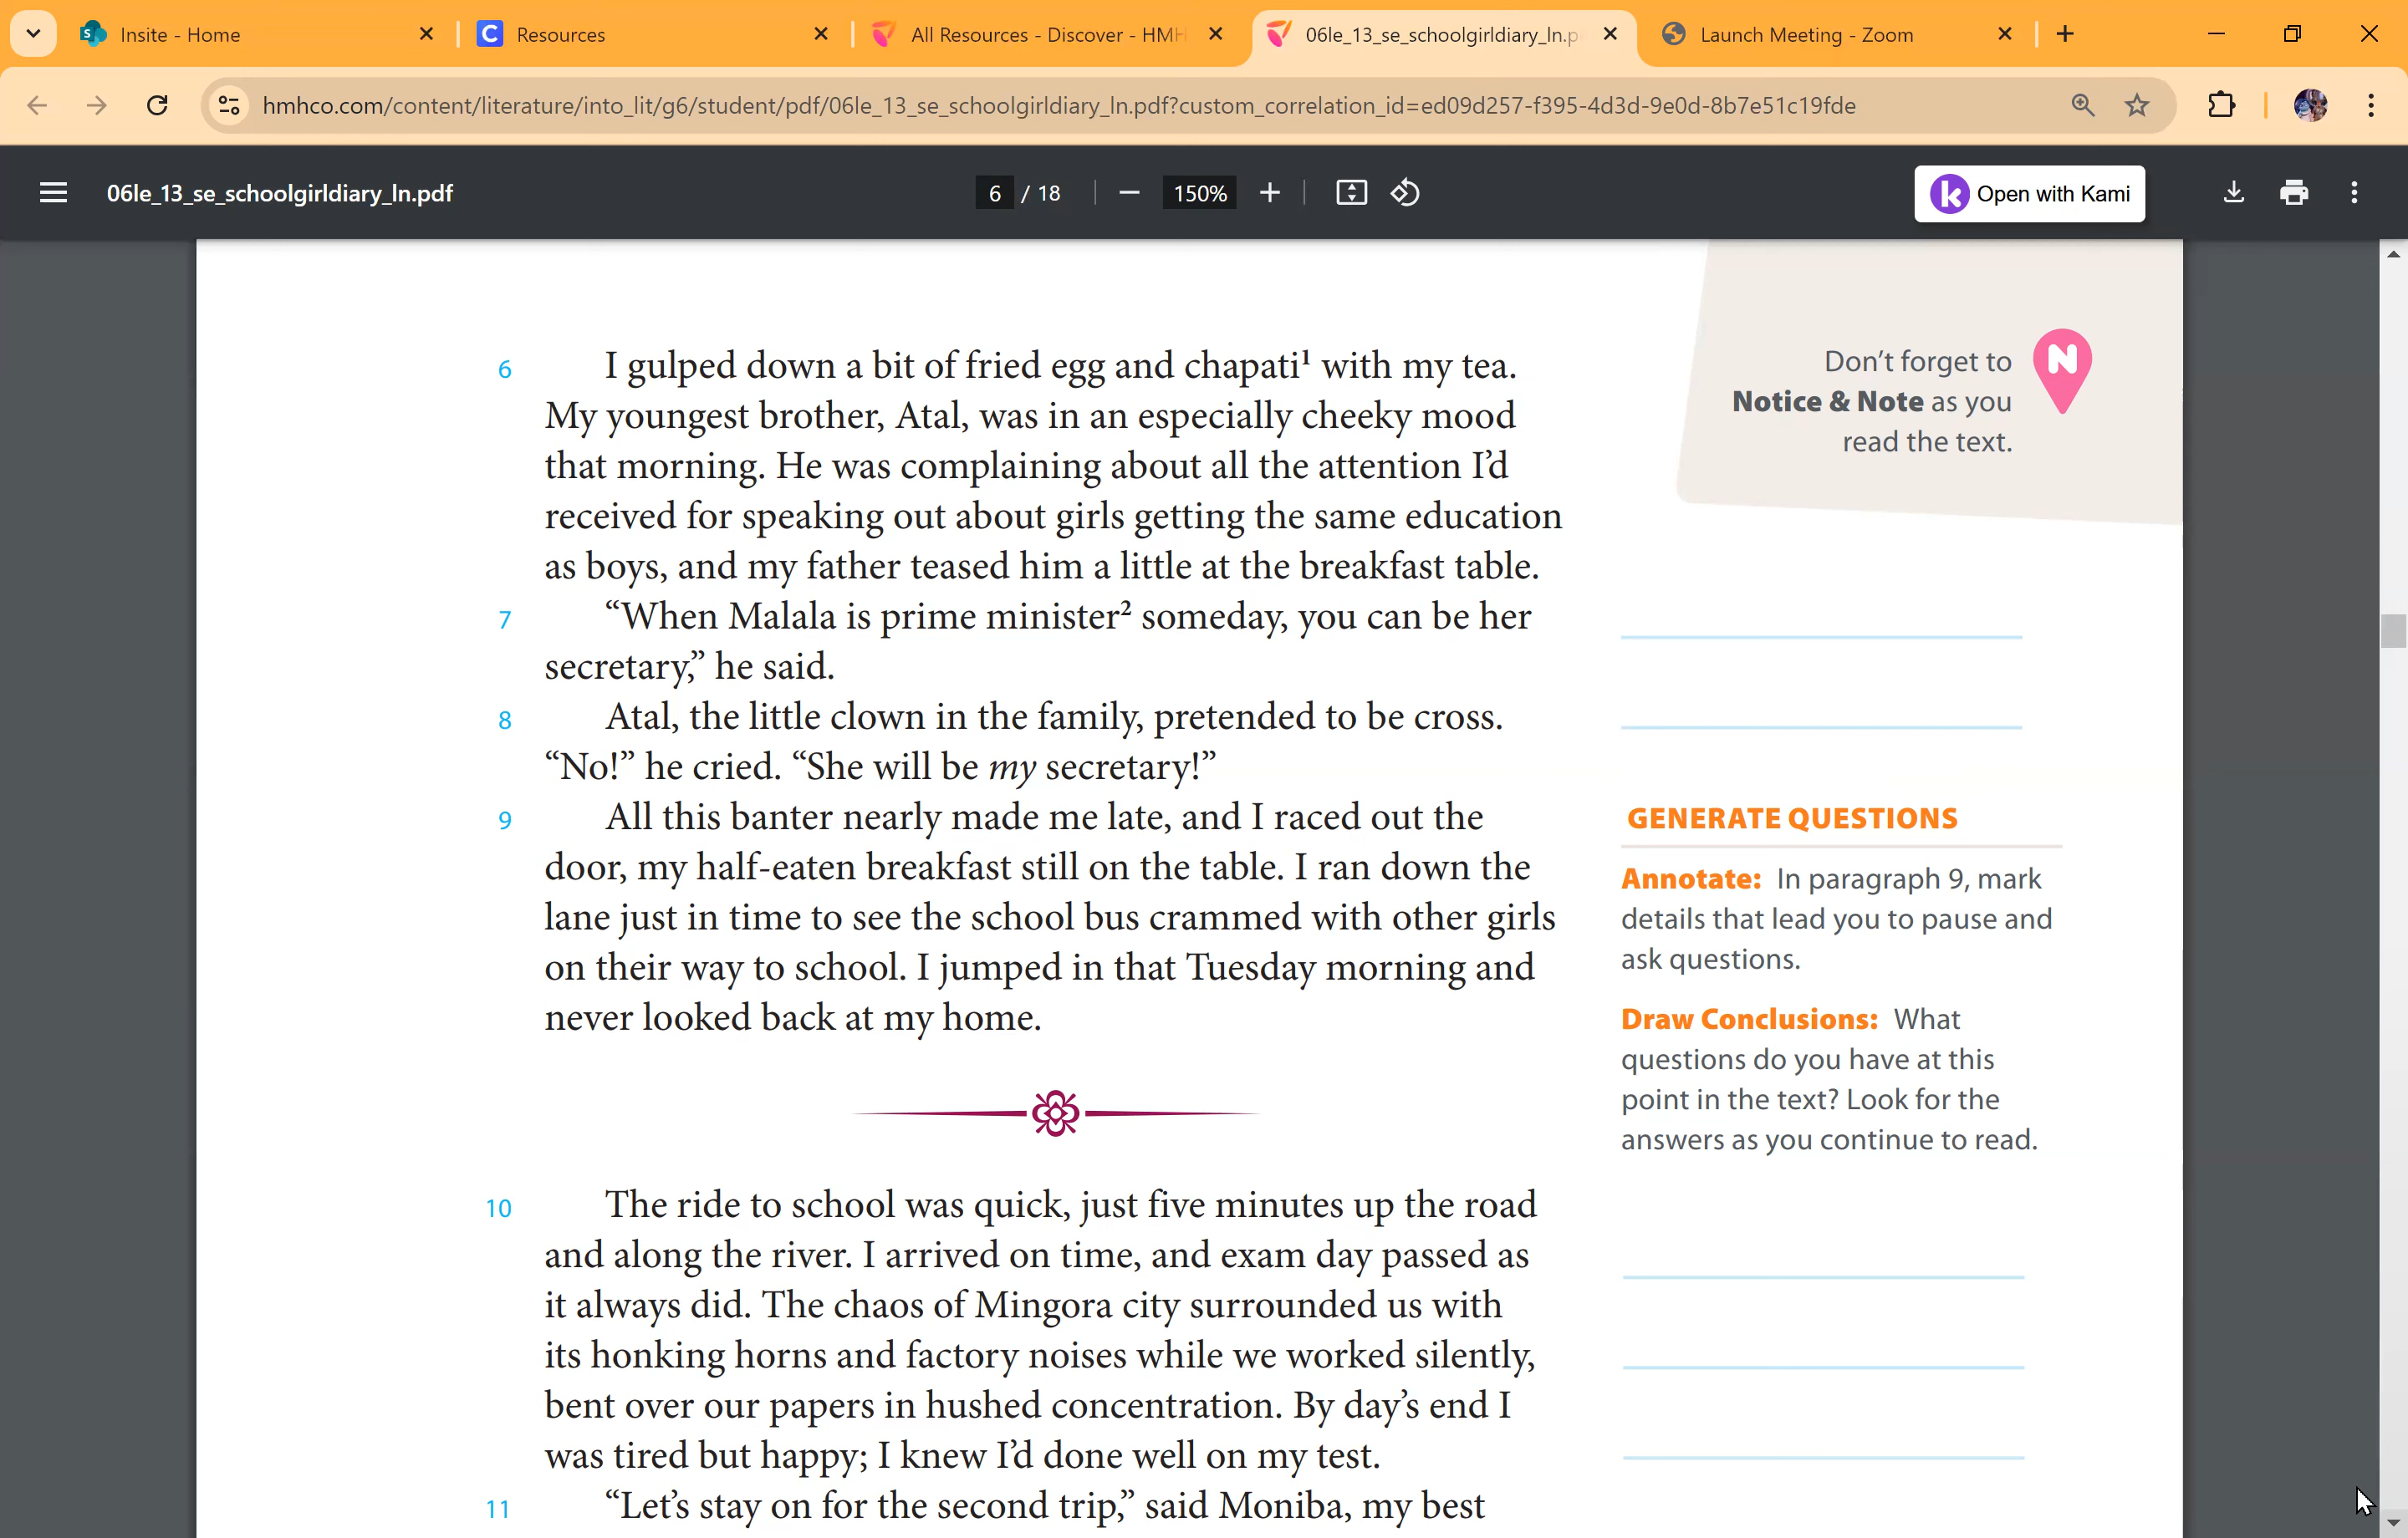 Insite - Home
Resources
All Resources - Discover - HMH
06le_13_se_schoolgirldiary_ln.p
Launch Meeting - Zoom
hmhco.com/content/literature/into_lit/g6/student/pdf/06le_13_se_schoolgirldiary_ln.pdf?custom_correlation_id=ed09d257-f395-4d3d-9e0d-8b7e51c19fde
06le_13_se_schoolgirldiary_ln.pdf
6 / 18
150%
Open with Kami
6 I gulped down a bit of fried egg and chapati¹ with my tea.
My youngest brother, Atal, was in an especially cheeky mood
that morning. He was complaining about all the attention I’d
received for speaking out about girls getting the same education
as boys, and my father teased him a little at the breakfast table.
7 “When Malala is prime minister² someday, you can be her
secretary,” he said.
8 Atal, the little clown in the family, pretended to be cross.
“No!” he cried. “She will be my secretary!”
9 All this banter nearly made me late, and I raced out the
door, my half-eaten breakfast still on the table. I ran down the
lane just in time to see the school bus crammed with other girls
on their way to school. I jumped in that Tuesday morning and
never looked back at my home.
10 The ride to school was quick, just five minutes up the road
and along the river. I arrived on time, and exam day passed as
it always did. The chaos of Mingora city surrounded us with
its honking horns and factory noises while we worked silently,
bent over our papers in hushed concentration. By day’s end I
was tired but happy; I knew I’d done well on my test.
11 “Let’s stay on for the second trip,” said Moniba, my best
Don’t forget to
Notice & Note as you
read the text.
N
GENERATE QUESTIONS
Annotate: In paragraph 9, mark
details that lead you to pause and
ask questions.
Draw Conclusions: What
questions do you have at this
point in the text? Look for the
answers as you continue to read.